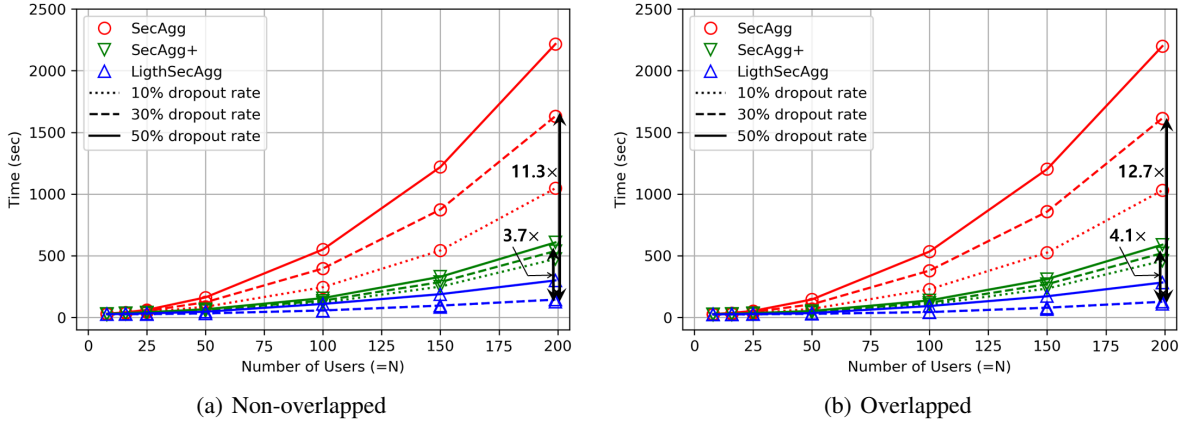 2500
2000
1500
1000
500
0
Time (sec)
SecAgg
SecAgg+
LigthSecAgg
10% dropout rate
30% dropout rate
50% dropout rate
11.3×
3.7×
0 25 50 75 100 125 150 175 200
Number of Users (=N)
(a) Non-overlapped
2500
2000
1500
1000
500
0
Time (sec)
SecAgg
SecAgg+
LigthSecAgg
10% dropout rate
30% dropout rate
50% dropout rate
12.7×
4.1×
0 25 50 75 100 125 150 175 200
Number of Users (=N)
(b) Overlapped